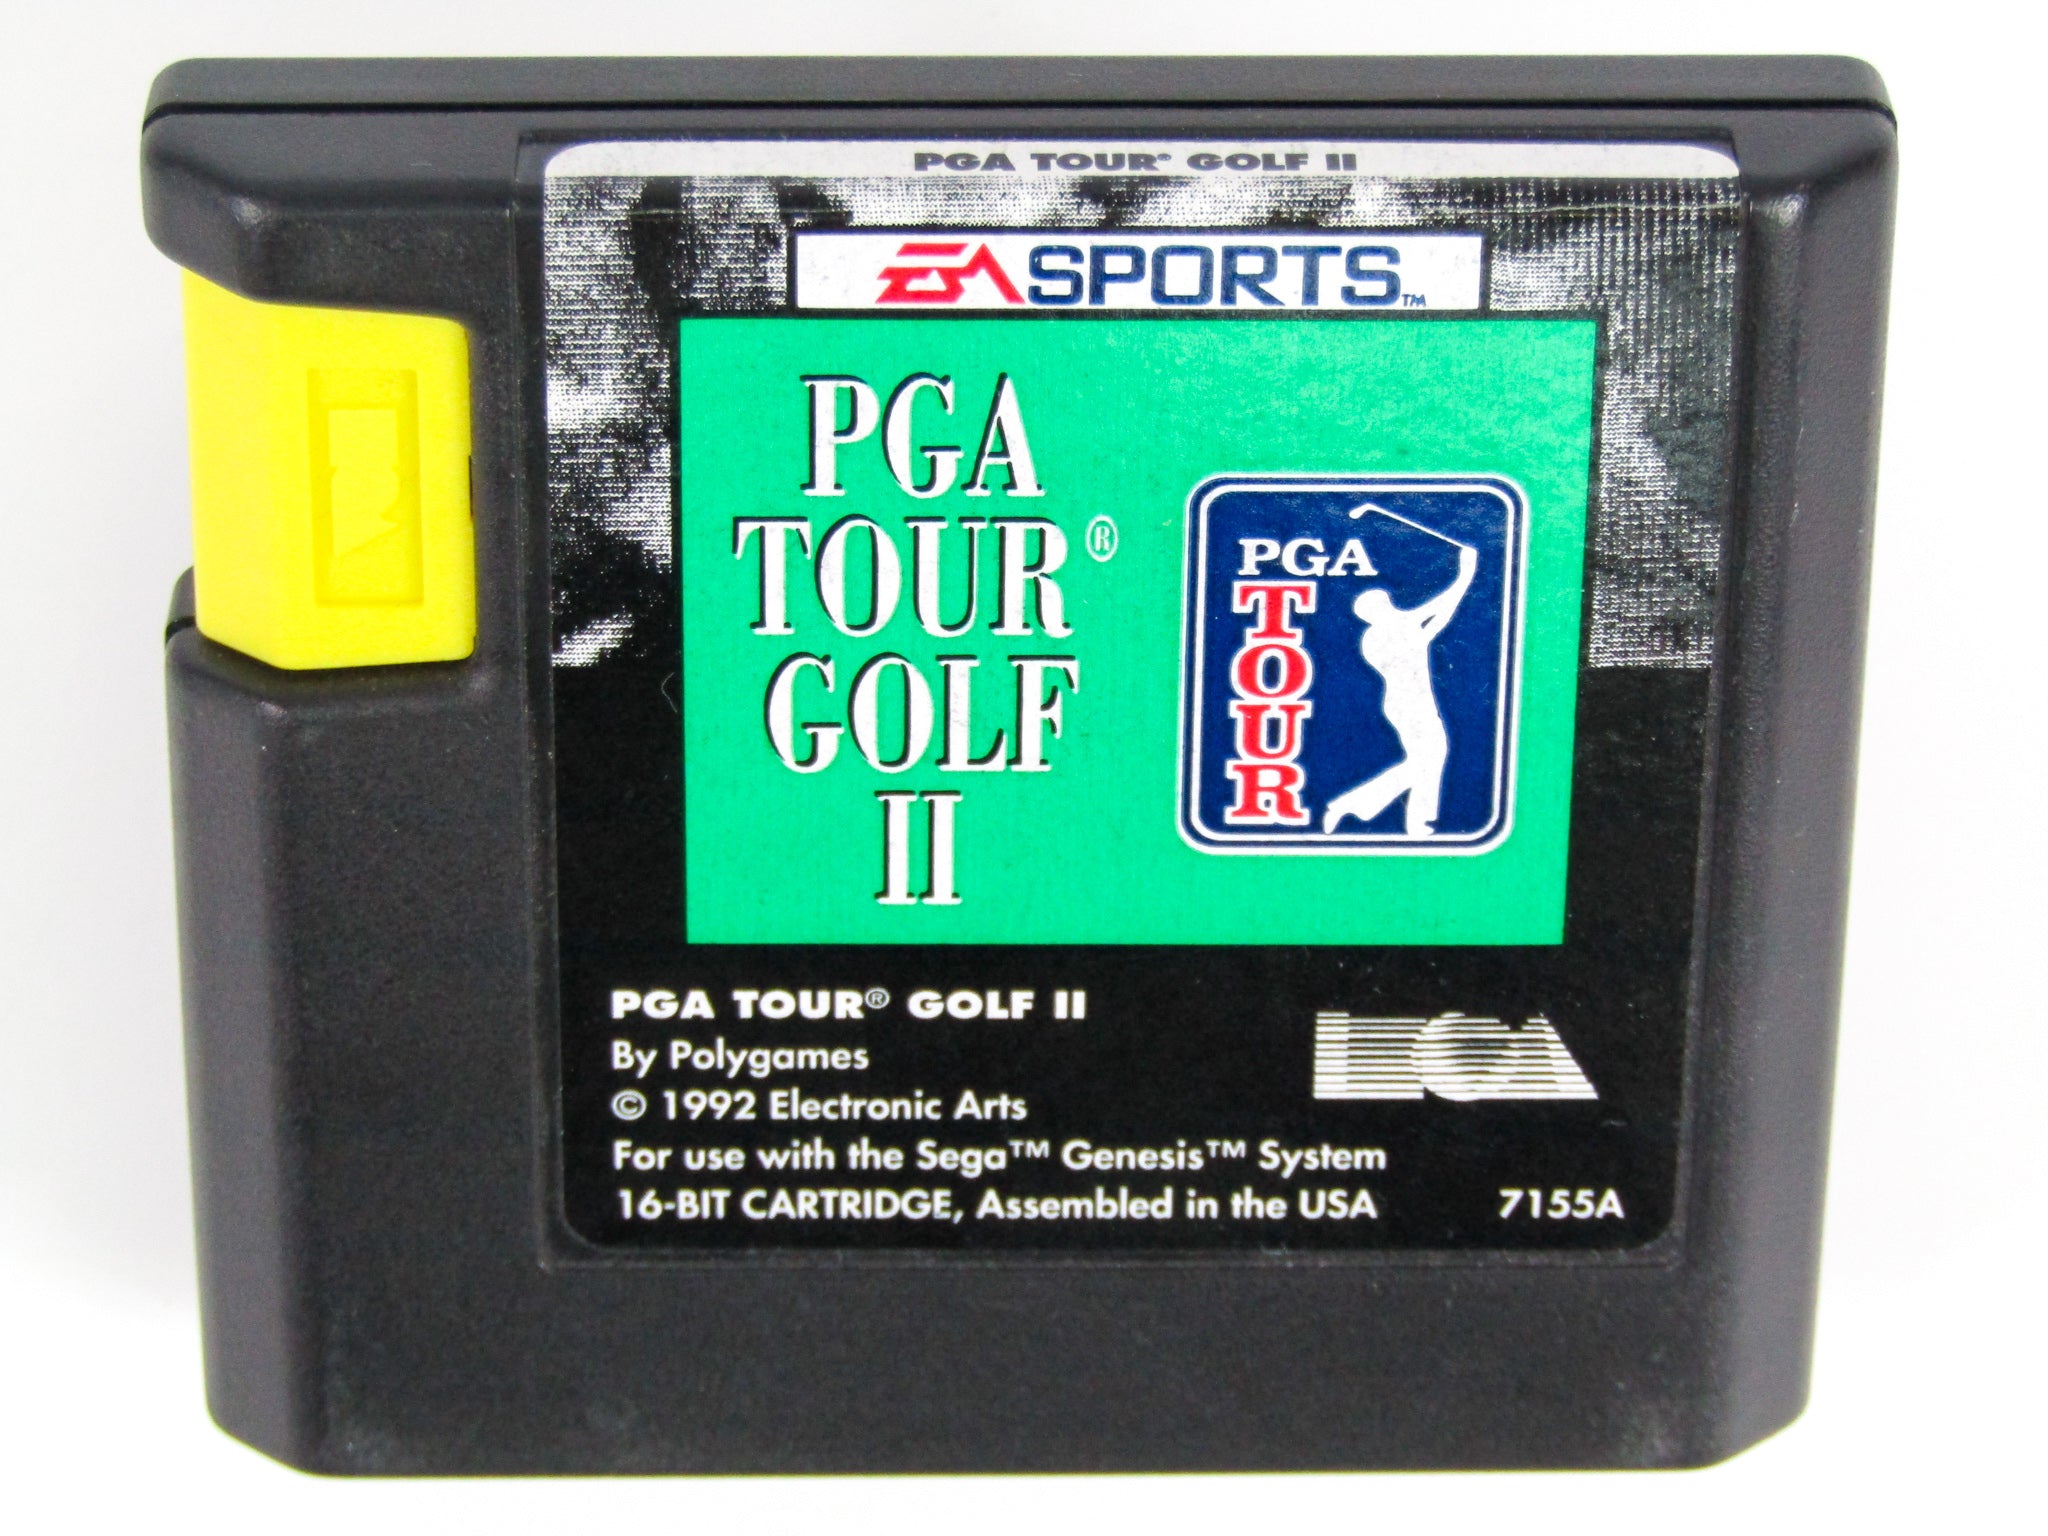 PGA TOUR® GOLF II
EA SPORTS™
PGA
TOUR®
GOLF
II
PGA
TOUR
PGA TOUR® GOLF II
By Polygames
© 1992 Electronic Arts
For use with the Sega™ Genesis™ System
16-BIT CARTRIDGE, Assembled in the USA
7155A